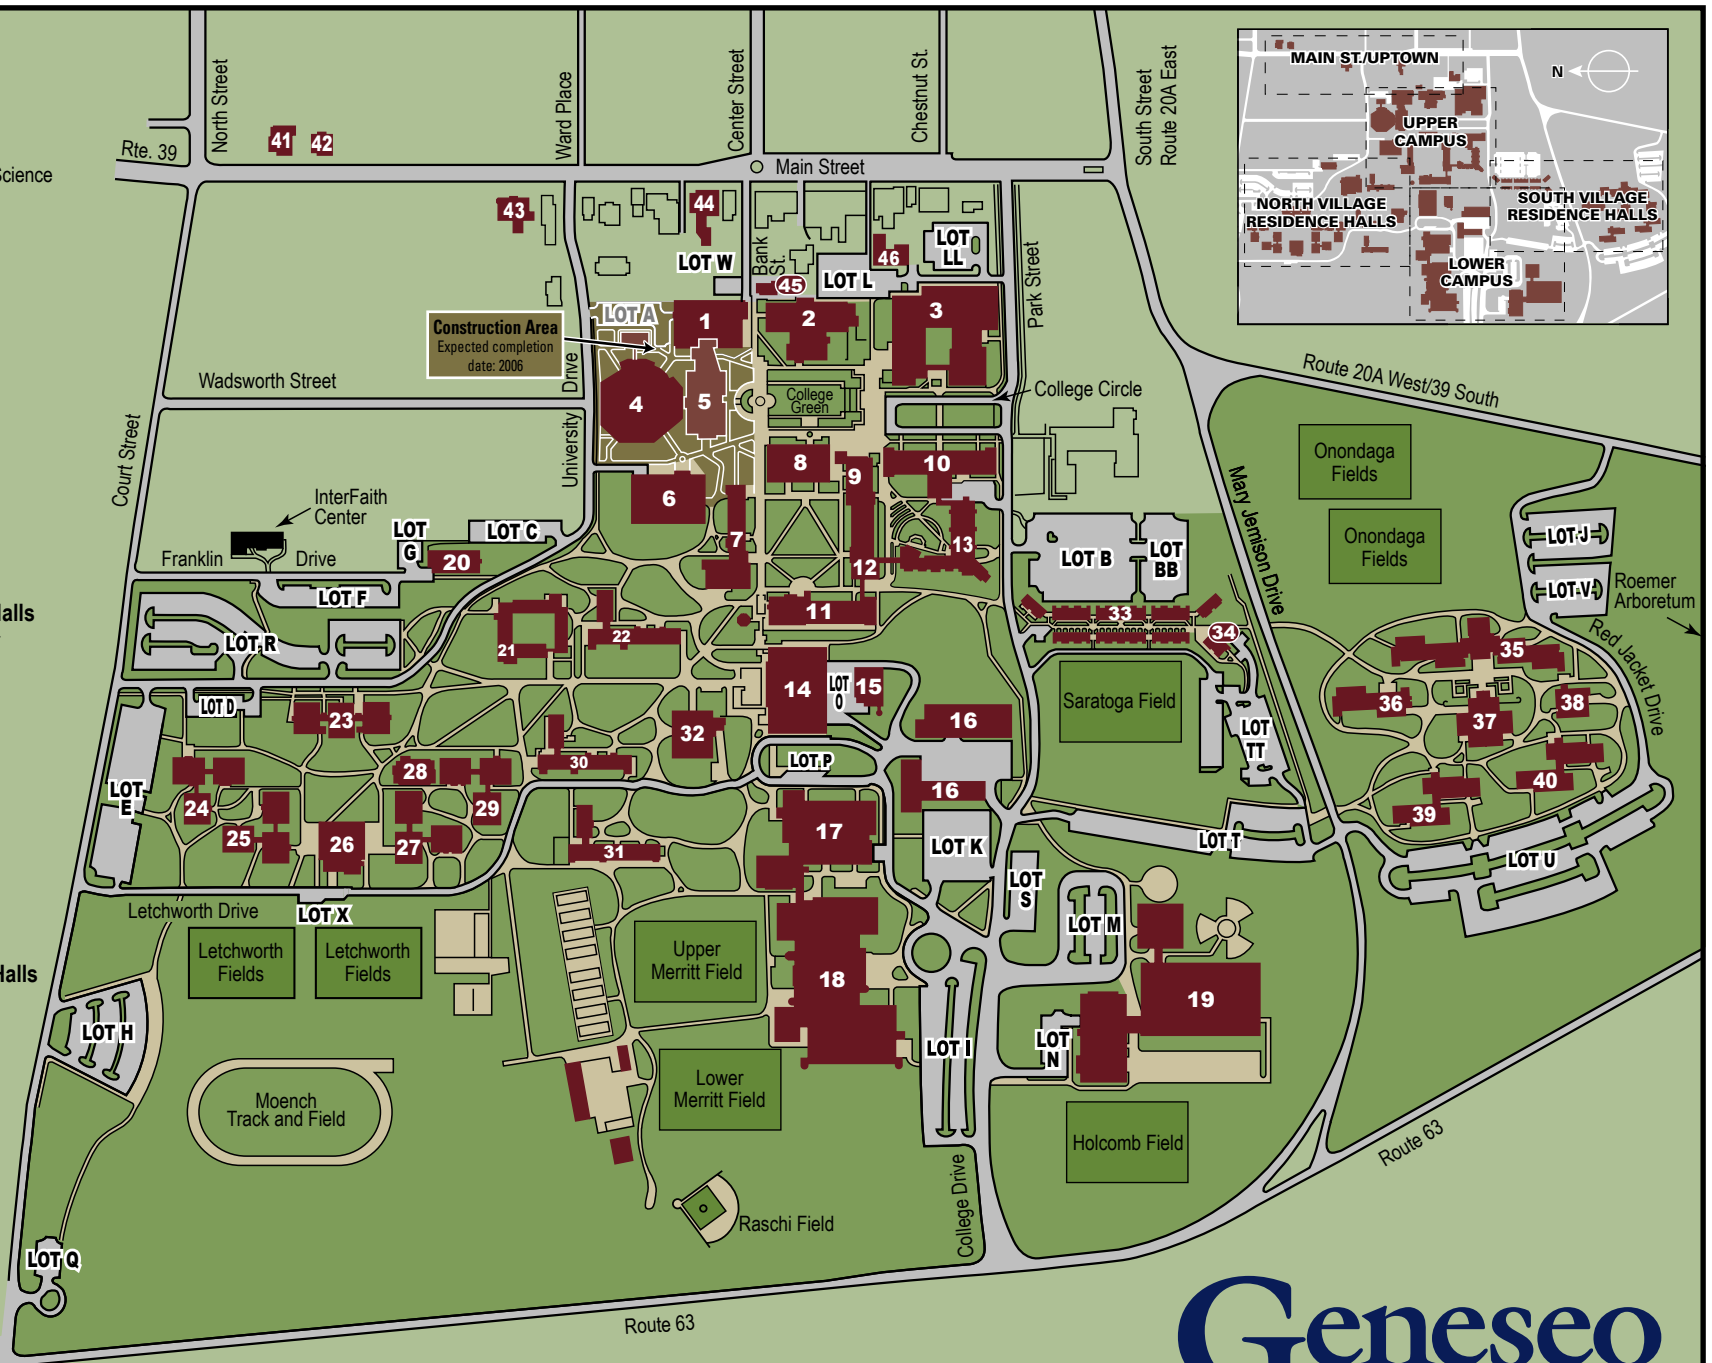 North Street
Ward Place
Center Street
Chestnut St.
South Street
Route 20A East
MAIN ST./UPTOWN
N
UPPER
CAMPUS
NORTH VILLAGE
RESIDENCE HALLS
SOUTH VILLAGE
RESIDENCE HALLS
LOWER
CAMPUS
41
42
Rte. 39
Main Street
Science
43
44
Bank
St.
46
LOT
LL
LOT W
LOT L
45
Park Street
LOT A
1
2
3
Construction Area
Expected completion
date: 2006
Wadsworth Street
University
Drive
4
5
College
Green
College Circle
Route 20A West/39 South
Court Street
8
9
10
6
7
Mary Jemison Drive
Onondaga
Fields
Onondaga
Fields
InterFaith
Center
LOT
G
LOT C
Franklin
Drive
20
12
13
LOT B
LOT
BB
LOT J
LOT V
Roemer
Arboretum
Red Jacket Drive
LOT F
Halls
11
33
34
LOT R
21
22
35
14
LOT
O
15
Saratoga Field
36
38
LOT D
23
32
16
37
LOT
TT
LOT
E
28
30
LOT P
16
40
24
29
39
25
26
27
31
17
LOT K
LOT T
LOT U
LOT
S
Letchworth Drive
LOT X
LOT M
Letchworth
Fields
Letchworth
Fields
Upper
Merritt Field
18
Halls
19
LOT H
LOT I
LOT
N
Moench
Track and Field
Lower
Merritt Field
Holcomb Field
Route 63
Raschi Field
College Drive
LOT Q
Route 63
Geneseo